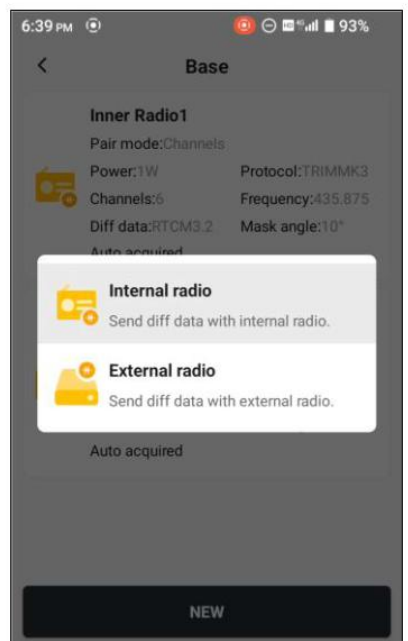 6:39 PM 93%
Base
Inner Radio1
Pair mode:Channels
Power:1W Protocol:TRIMMK3
Channels:6 Frequency:435.875
Diff data:RTCM3.2 Mask angle:10°
Auto acquired
Internal radio
Send diff data with internal radio.
External radio
Send diff data with external radio.
Auto acquired
NEW